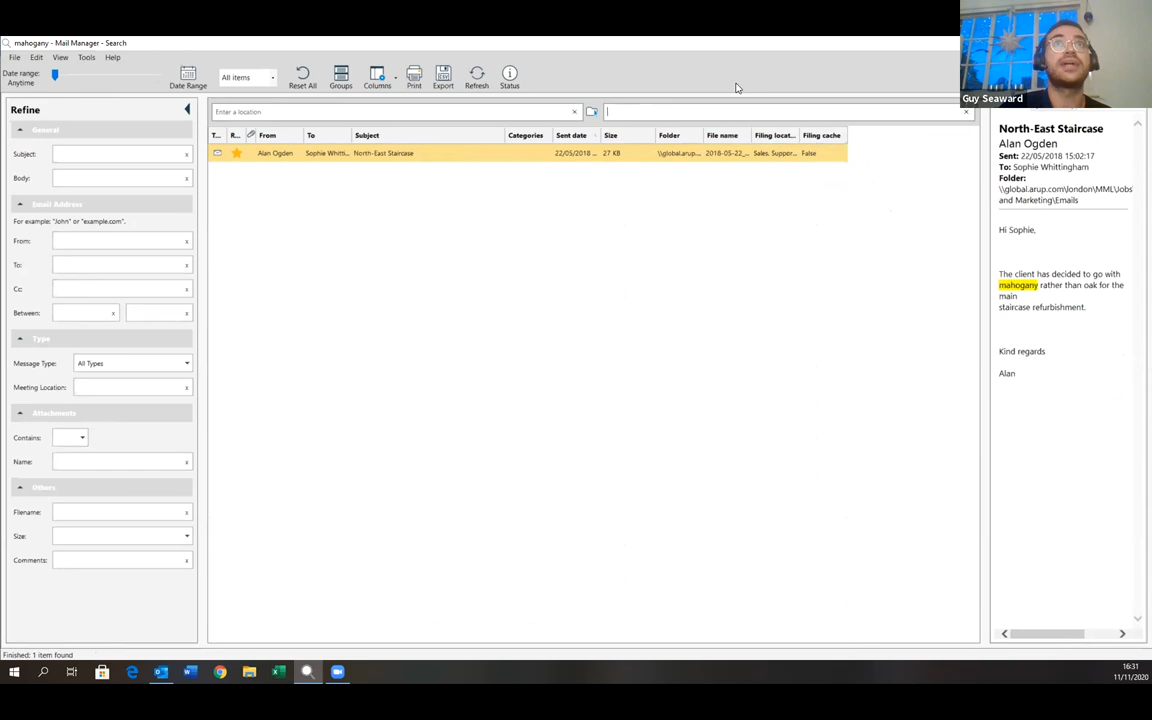 mahogany - Mail Manager - Search
File Edit View Tools Help
Date range:
Anytime
Date Range
All items
Reset All
Groups
Columns
Print
Export
Refresh
Status
Guy Seaward
Refine
General
Subject: x
Body: x
Email Address
For example: "John" or "example.com".
From: x
To: x
Cc: x
Between: x x
Type
Message Type: All Types
Meeting Location: x
Attachments
Contains:
Name: x
Others
Filename: x
Size:
Comments: x
Enter a location x x
T... R... From To Subject Categories Sent date Size Folder File name Filing locat... Filing cache
Alan Ogden Sophie Whitti... North-East Staircase 22/05/2018 ... 27 KB \\global.arup.... 2018-05-22_... Sales, Suppor... False
North-East Staircase
Alan Ogden
Sent: 22/05/2018 15:02:17
To: Sophie Whittingham
Folder:
\\global.arup.com\london\MML\Jobs
and Marketing\Emails
Hi Sophie,
The client has decided to go with
mahogany rather than oak for the
main
staircase refurbishment.
Kind regards
Alan
Finished: 1 item found
16:31
11/11/2020